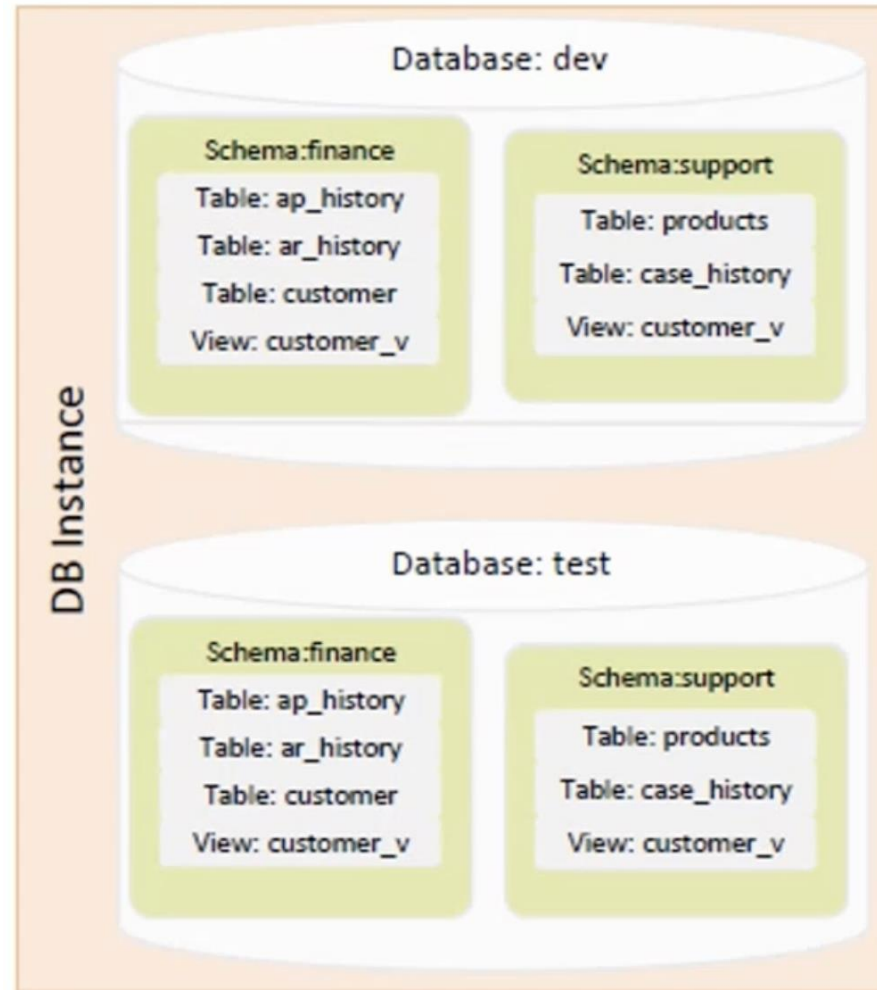 DB Instance
Database: dev
Schema:finance
Table: ap_history
Table: ar_history
Table: customer
View: customer_v
Schema:support
Table: products
Table: case_history
View: customer_v
Database: test
Schema:finance
Table: ap_history
Table: ar_history
Table: customer
View: customer_v
Schema:support
Table: products
Table: case_history
View: customer_v